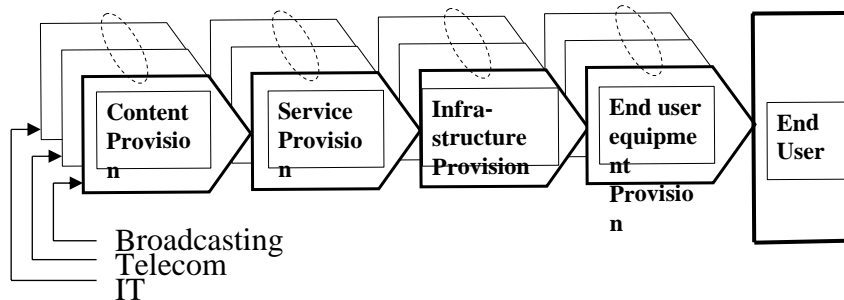 Content
Provisio
n
Service
Provisio
n
Infra-
structure
Provision
End user
equipme
nt
Provisio
n
End
User
Broadcasting
Telecom
IT